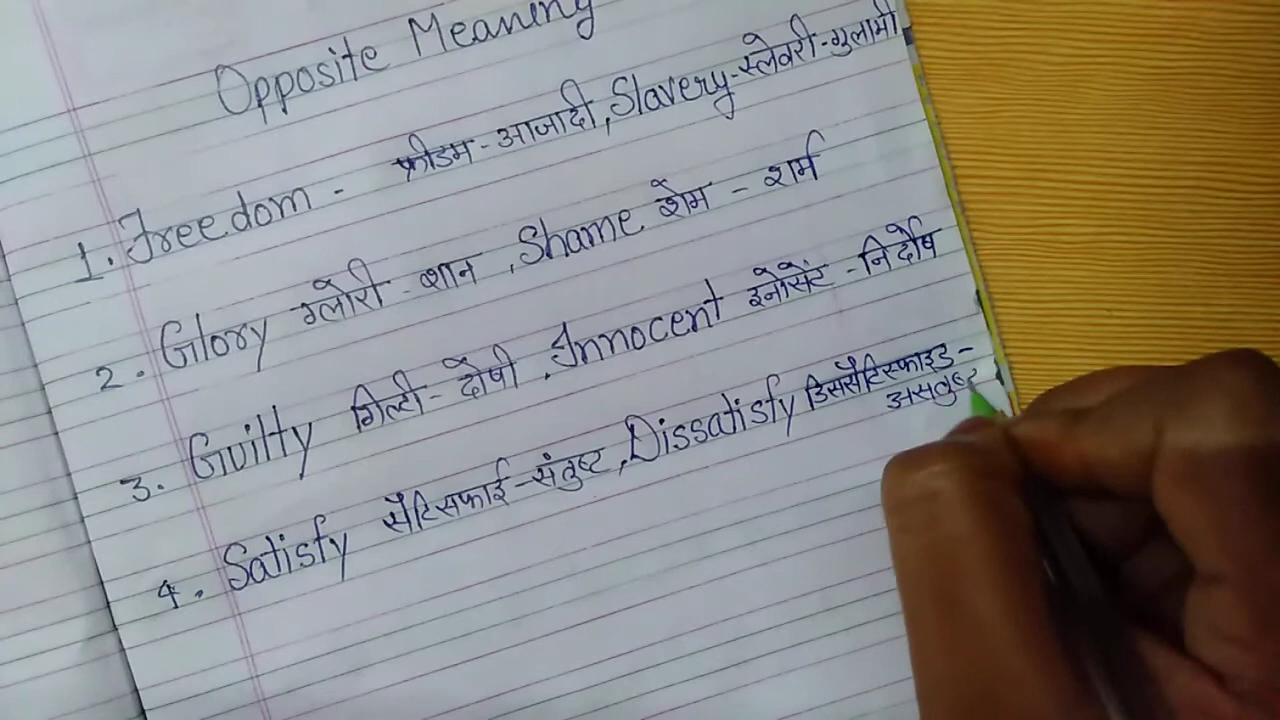 Opposite Meaning
1. Freedom - फ्रीडम - आजादी, Slavery - स्लेवरी - गुलामी
2. Glory ग्लोरी - शान, Shame शेम - शर्म
3. Guilty गिल्टी - दोषी, Innocent इनोसेंट - निर्दोष
4. Satisfy सैटिसफाई - संतुष्ट, Dissatisfy डिससैटिस्फाइड -
असतुष्ट